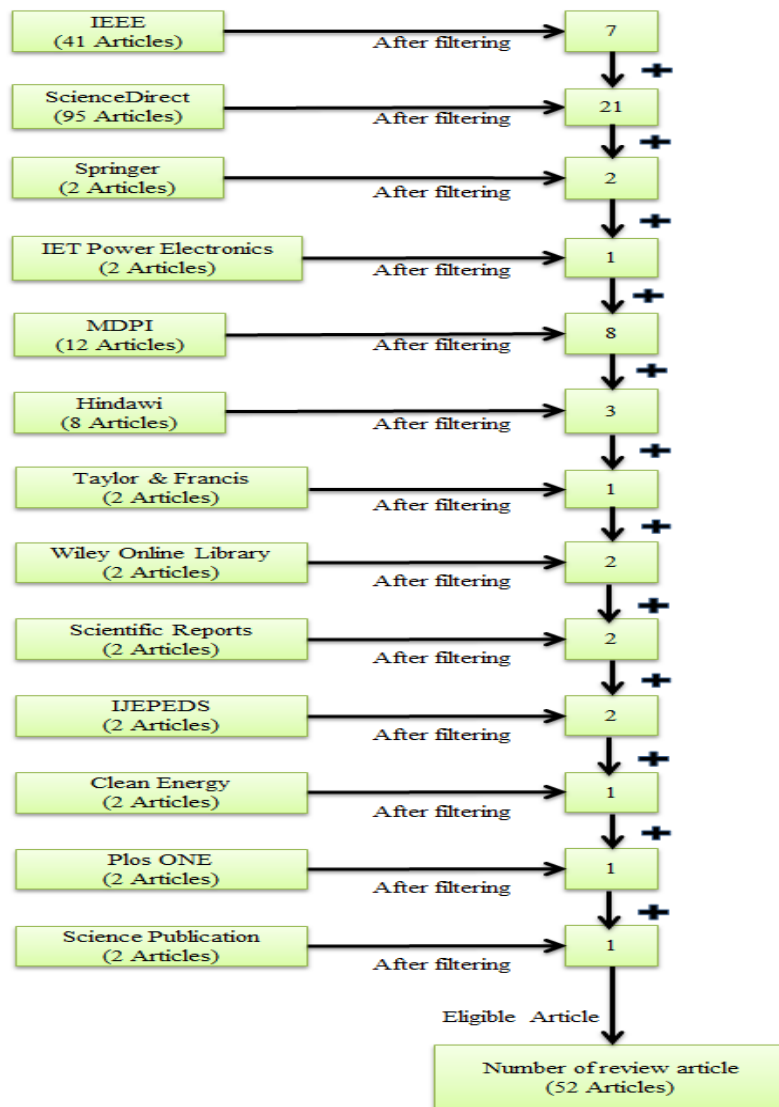 IEEE
(41 Articles)
After filtering
7
ScienceDirect
(95 Articles)
After filtering
21
Springer
(2 Articles)
After filtering
2
IET Power Electronics
(2 Articles)
After filtering
1
MDPI
(12 Articles)
After filtering
8
Hindawi
(8 Articles)
After filtering
3
Taylor & Francis
(2 Articles)
After filtering
1
Wiley Online Library
(2 Articles)
After filtering
2
Scientific Reports
(2 Articles)
After filtering
2
IJEPEDS
(2 Articles)
After filtering
2
Clean Energy
(2 Articles)
After filtering
1
Plos ONE
(2 Articles)
After filtering
1
Science Publication
(2 Articles)
After filtering
1
Eligible Article
Number of review article
(52 Articles)